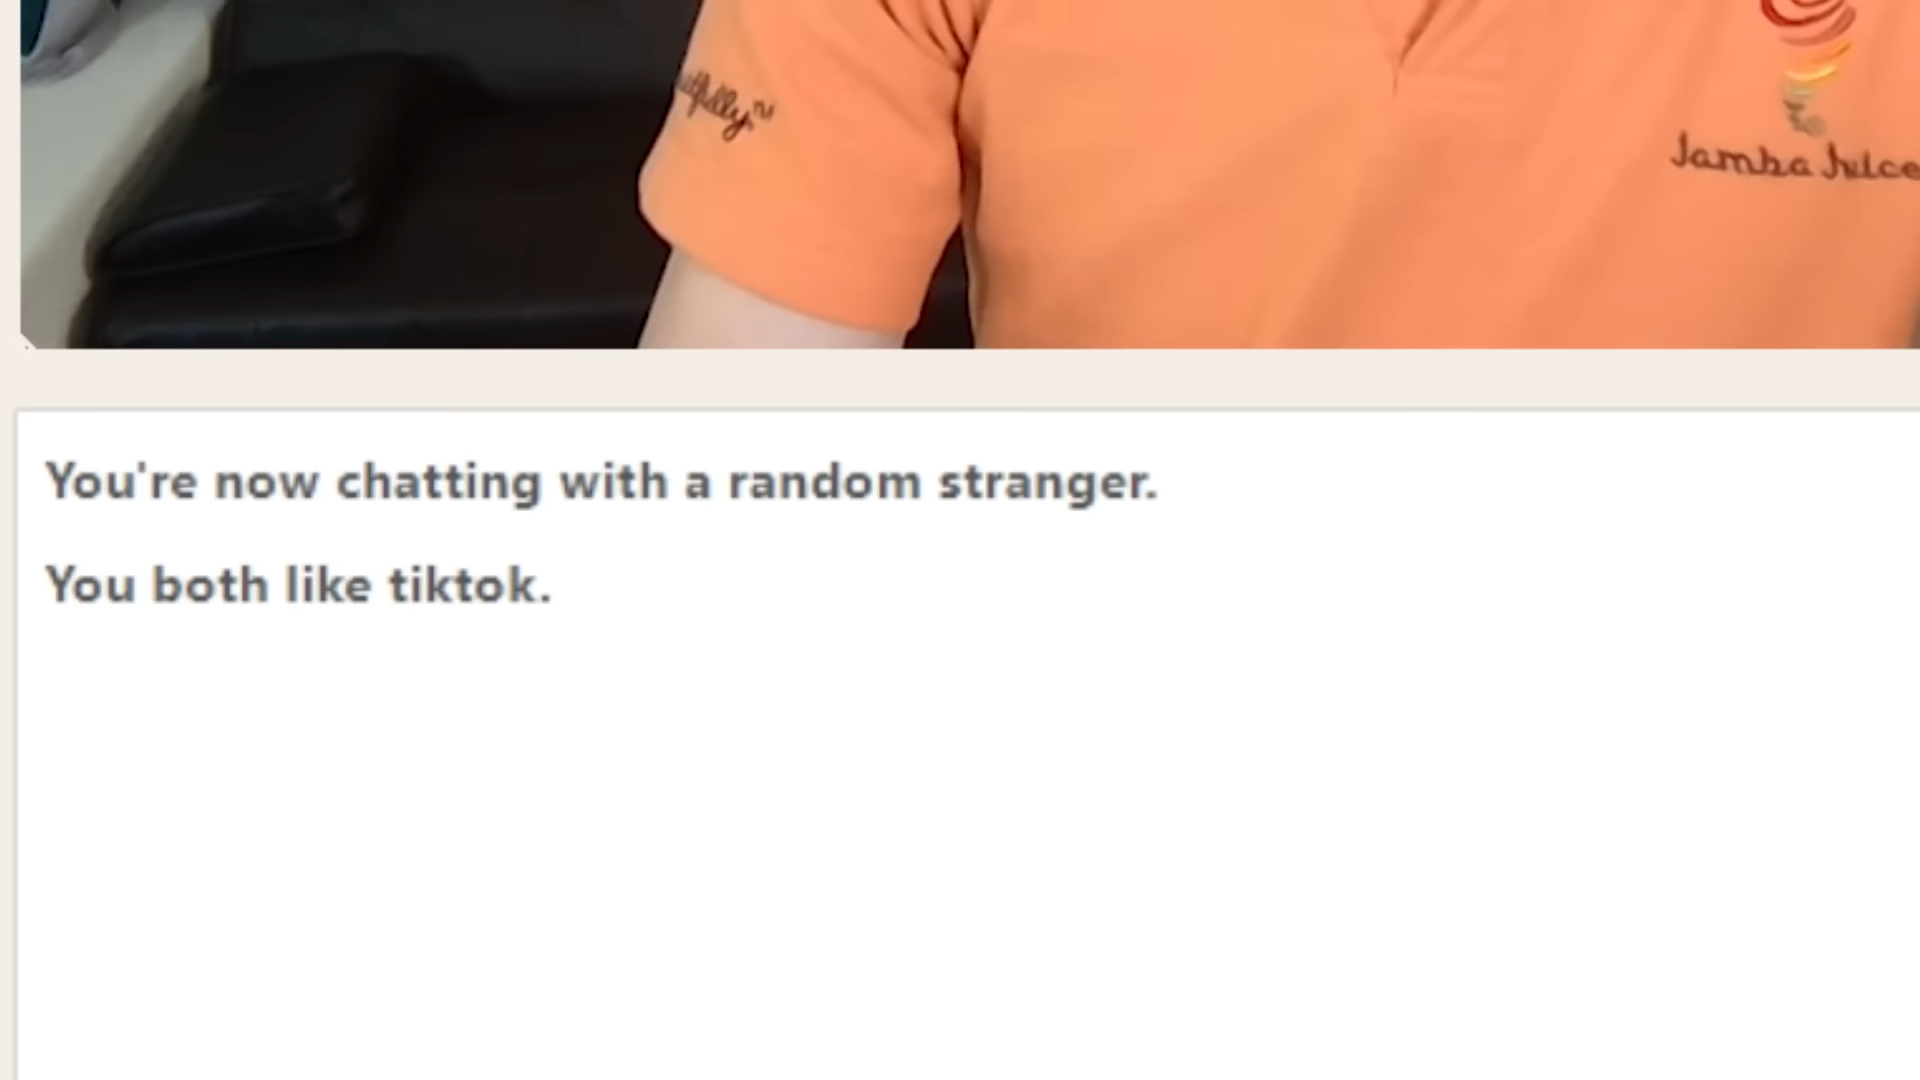 Jamba Juice
You're now chatting with a random stranger.
You both like tiktok.